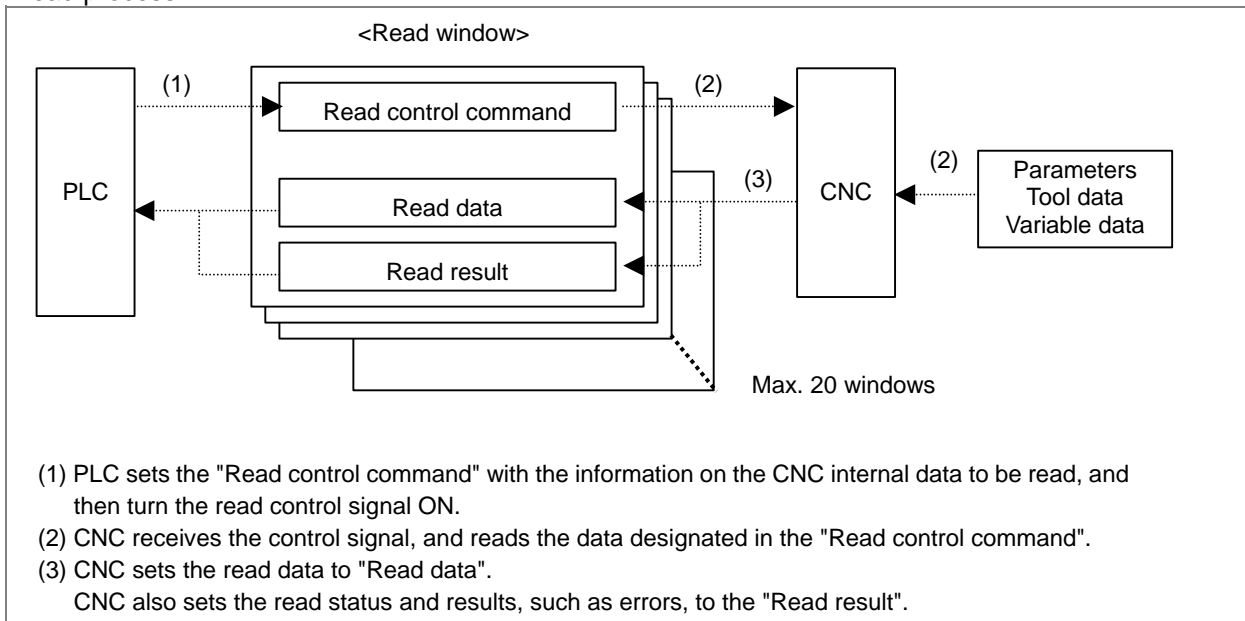 <Read window>
(1)
Read control command
(2)
PLC
Read data
(3)
CNC
(2)
Parameters
Tool data
Variable data
Read result
Max. 20 windows
(1) PLC sets the "Read control command" with the information on the CNC internal data to be read, and
then turn the read control signal ON.
(2) CNC receives the control signal, and reads the data designated in the "Read control command".
(3) CNC sets the read data to "Read data".
CNC also sets the read status and results, such as errors, to the "Read result".